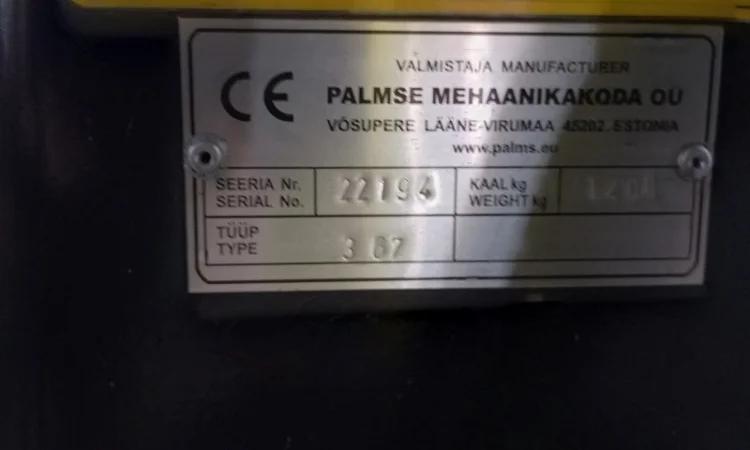 VALMISTAJA MANUFACTURER
CE PALMSE MEHAANIKAKODA OÜ
VÕSUPERE LÄÄNE-VIRUMAA 45202 ESTONIA
www.palms.eu
SEERIA Nr. 22194 KAAL kg
SERIAL No. WEIGHT kg
TÜÜP
TYPE